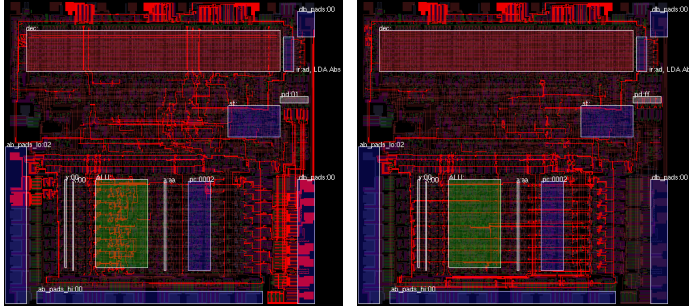 db_pads:00
dec:
ir:ad, LDA Abs
pd:01
st:
ab_pads_lo:02
y:00
x:00
ALU:
a:aa
pc:0002
db_pads:00
ab_pads_hi:00
db_pads:00
dec:
ir:ad, LDA Abs
pd:ff
st:
ab_pads_lo:02
y:00
x:00
ALU:
a:aa
pc:0002
db_pads:00
ab_pads_hi:00